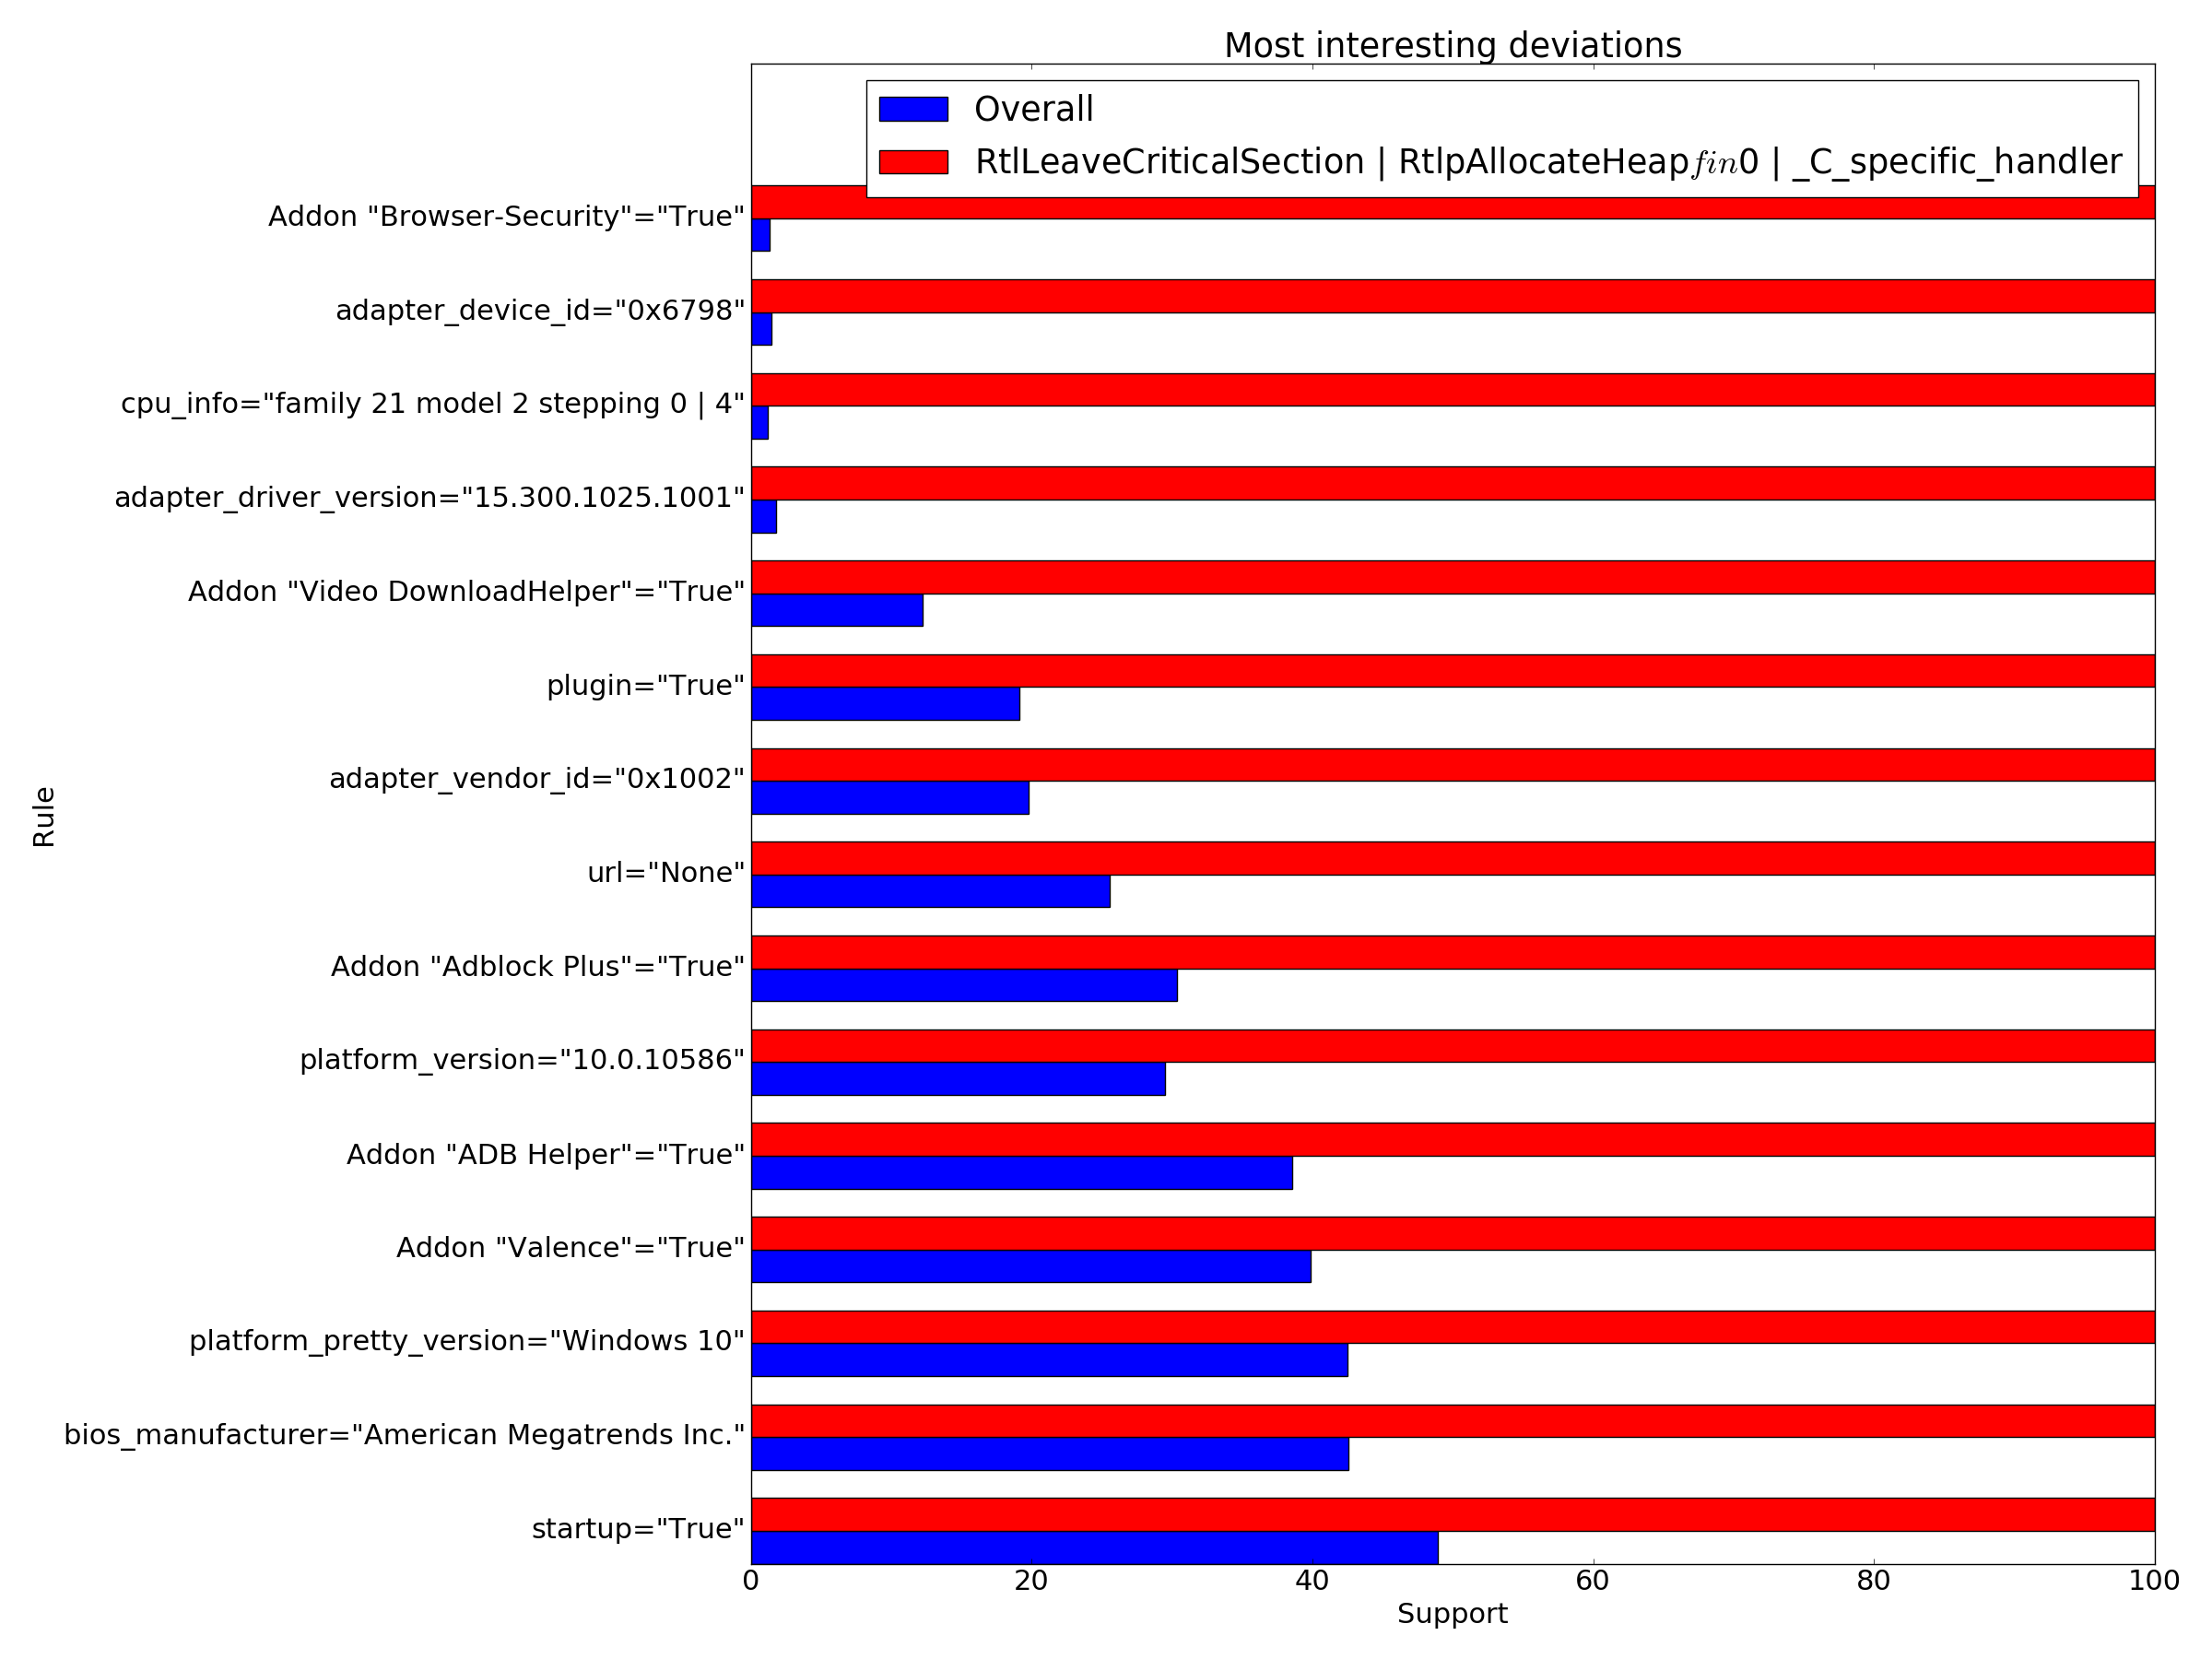 Most interesting deviations
Overall
RtlLeaveCriticalSection | RtlpAllocateHeapfin0 | _C_specific_handler
Addon "Browser-Security"="True"
adapter_device_id="0x6798"
cpu_info="family 21 model 2 stepping 0 | 4"
adapter_driver_version="15.300.1025.1001"
Addon "Video DownloadHelper"="True"
plugin="True"
adapter_vendor_id="0x1002"
url="None"
Addon "Adblock Plus"="True"
platform_version="10.0.10586"
Addon "ADB Helper"="True"
Addon "Valence"="True"
platform_pretty_version="Windows 10"
bios_manufacturer="American Megatrends Inc."
startup="True"
Rule
0 20 40 60 80 100
Support